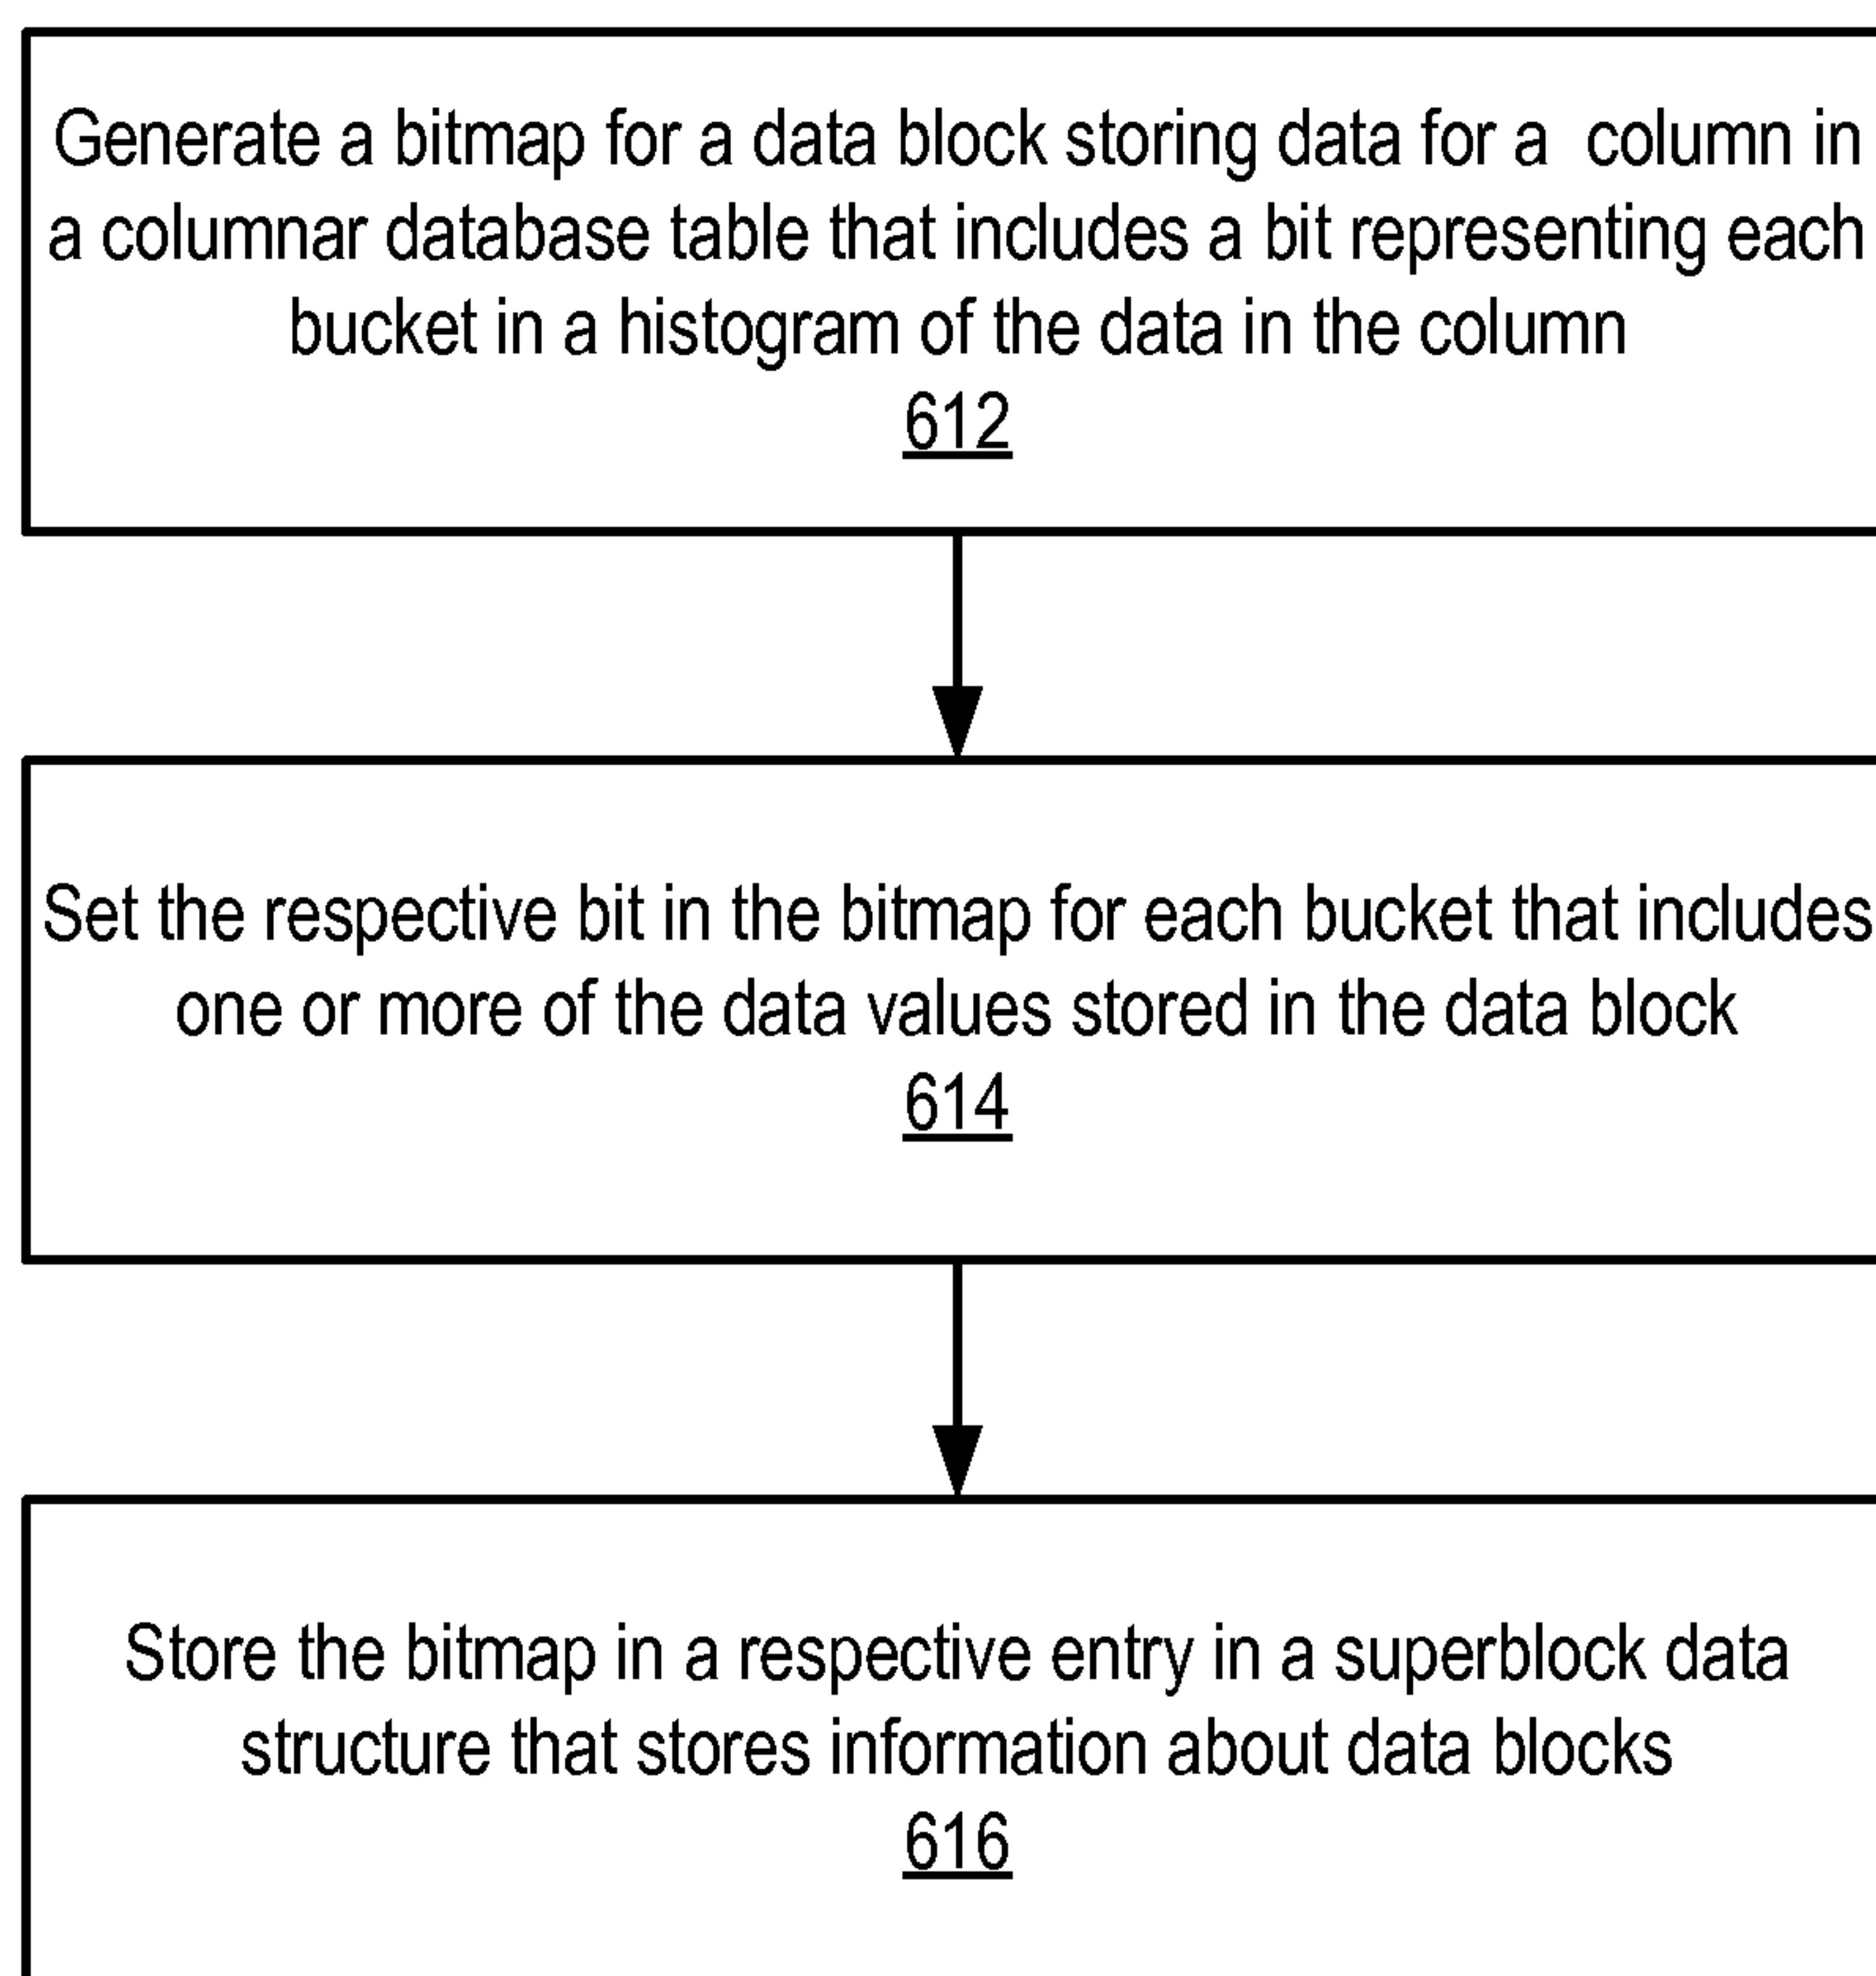 Generate a bitmap for a data block storing data for a column in
a columnar database table that includes a bit representing each
bucket in a histogram of the data in the column
612
Set the respective bit in the bitmap for each bucket that includes
one or more of the data values stored in the data block
614
Store the bitmap in a respective entry in a superblock data
structure that stores information about data blocks
616